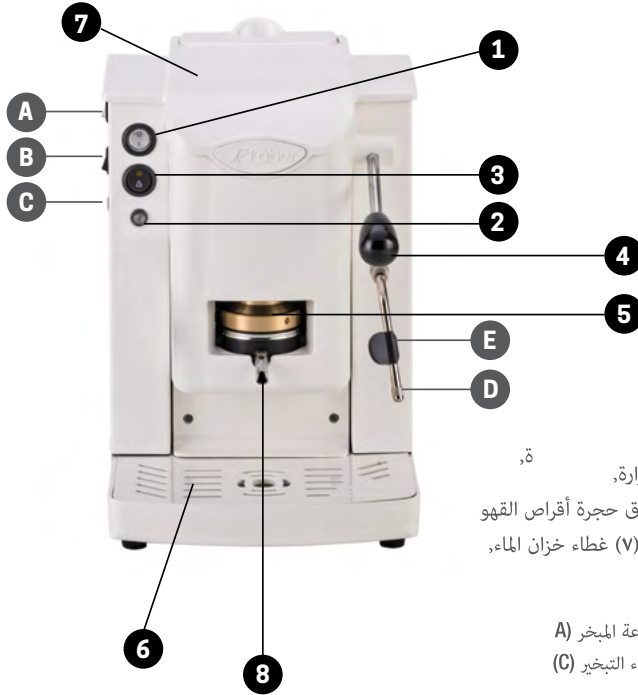 7
1
A
B
3
C
2
4
Faber
5
E
D
ة,
ارة,
ق حجرة أقراص القهو
(٧) غطاء خزان الماء,
6
عة المبخر (A
8
ء التبخير (C)